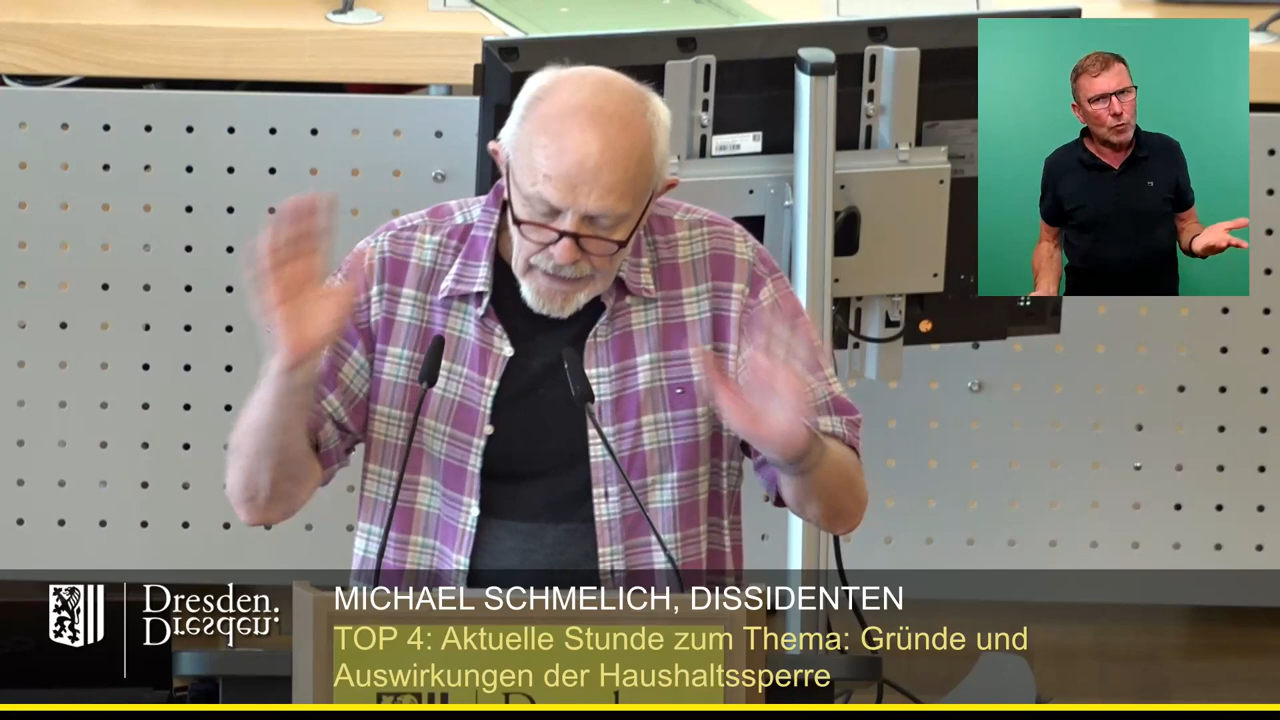 Dresden.
Dresden.
MICHAEL SCHMELICH, DISSIDENTEN
TOP 4: Aktuelle Stunde zum Thema: Gründe und
Auswirkungen der Haushaltssperre